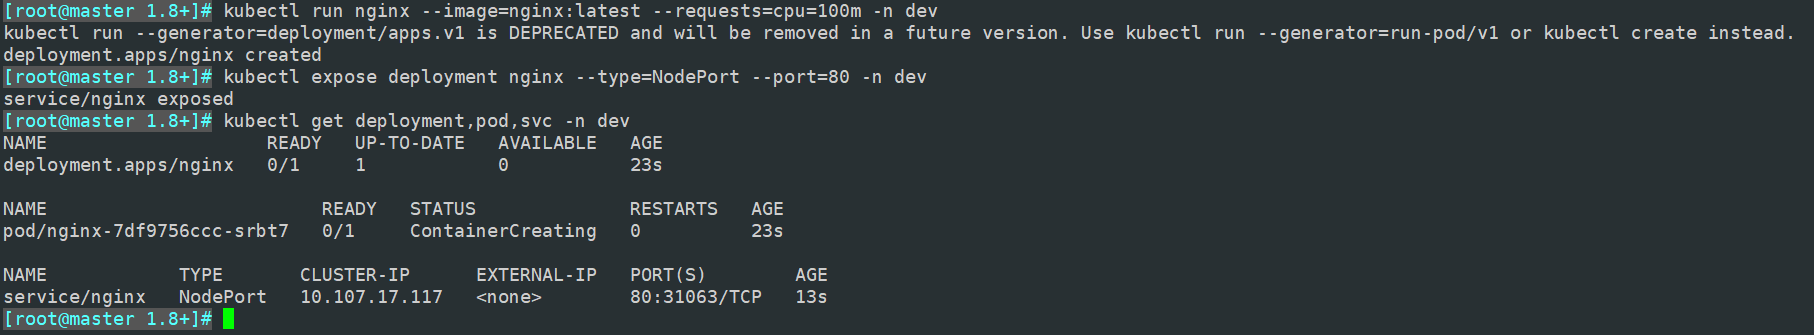 [root@master 1.8+]# kubectl run nginx --image=nginx:latest --requests=cpu=100m -n dev
kubectl run --generator=deployment/apps.v1 is DEPRECATED and will be removed in a future version. Use kubectl run --generator=run-pod/v1 or kubectl create instead.
deployment.apps/nginx created
[root@master 1.8+]# kubectl expose deployment nginx --type=NodePort --port=80 -n dev
service/nginx exposed
[root@master 1.8+]# kubectl get deployment,pod,svc -n dev
NAME                    READY   UP-TO-DATE   AVAILABLE   AGE
deployment.apps/nginx   0/1     1            0           23s
NAME                         READY   STATUS              RESTARTS   AGE
pod/nginx-7df9756ccc-srbt7   0/1     ContainerCreating   0          23s
NAME            TYPE       CLUSTER-IP      EXTERNAL-IP   PORT(S)        AGE
service/nginx   NodePort   10.107.17.117   <none>        80:31063/TCP   13s
[root@master 1.8+]#